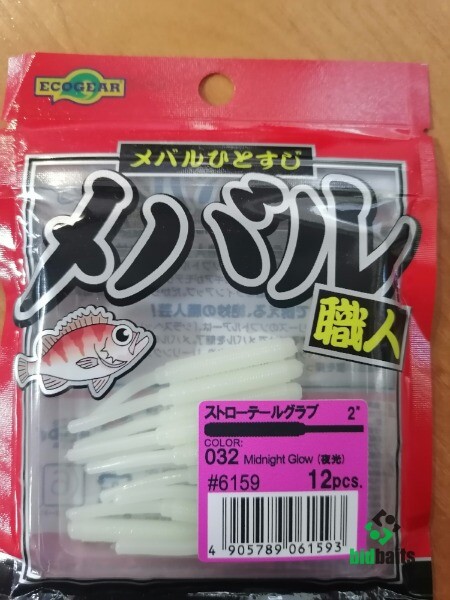 ECOGEAR
メバルひとすじ
メバル
職人
ストローテールグラブ 2"
COLOR:
032 Midnight Glow (夜光)
#6159 12pcs.
4 905789 061593
bidbaits